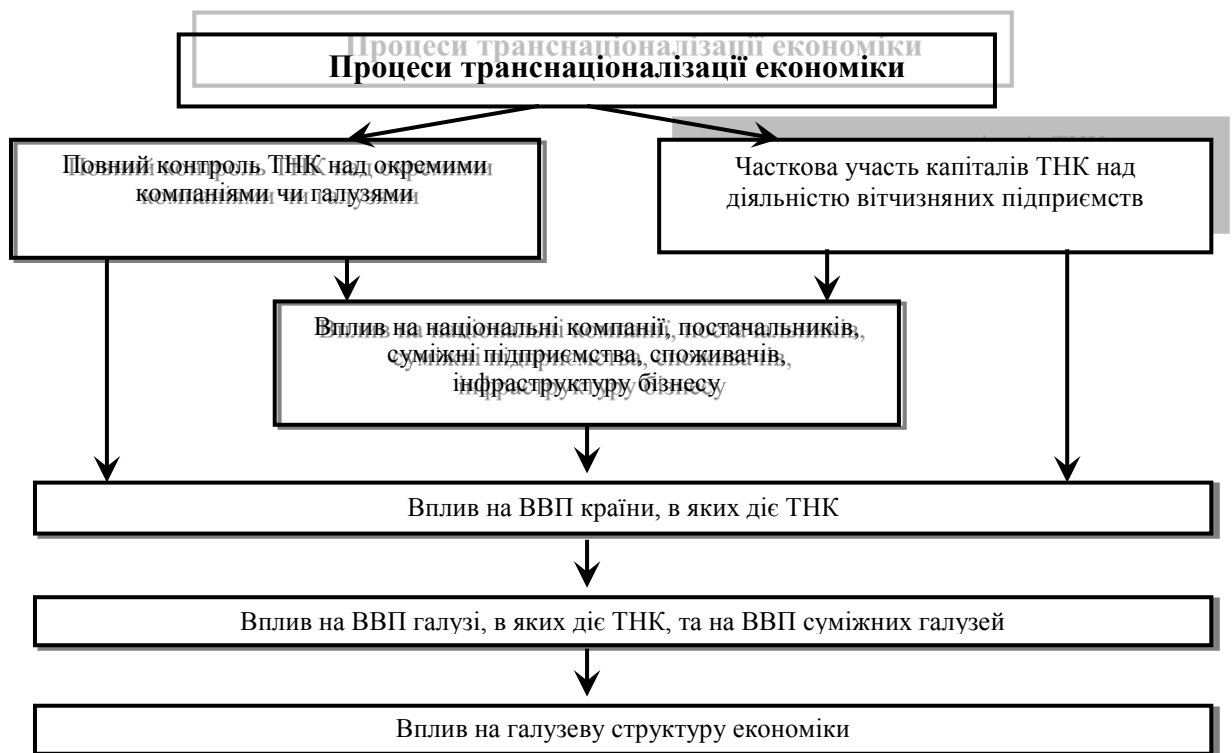 Процеси транснаціоналізації економіки
Повний контроль ТНК над окремими
компаніями чи галузями
Часткова участь капіталів ТНК над
діяльністю вітчизняних підприємств
Вплив на національні компанії, постачальників,
суміжні підприємства, споживачів,
інфраструктуру бізнесу
Вплив на ВВП країни, в яких діє ТНК
Вплив на ВВП галузі, в яких діє ТНК, та на ВВП суміжних галузей
Вплив на галузеву структуру економіки